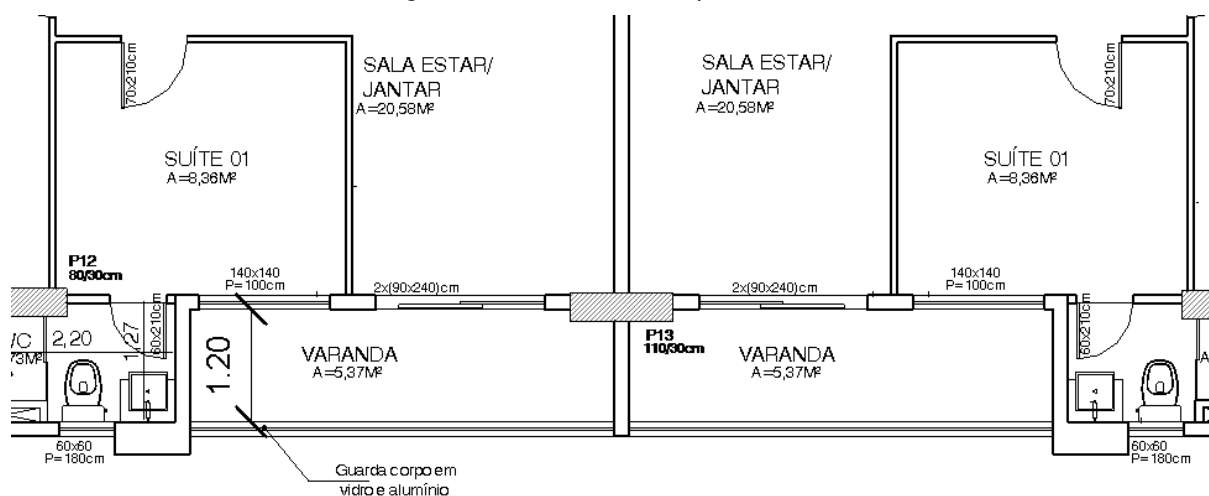 70x210cm
SALA ESTAR/
JANTAR
A=20,58M²
SALA ESTAR/
JANTAR
A=20,58M²
70x210cm
SUÍTE 01
A=8,36M²
SUÍTE 01
A=8,36M²
P12
80/30cm
140x140
P=100cm
2x(90x240)cm
2x(90x240)cm
140x140
P=100cm
2,20
1,27
60x210cm
1.20
VARANDA
A=5,37M²
P13
110/30cm
VARANDA
A=5,37M²
60x210cm
60x60
P=180cm
60x60
P=180cm
Guarda corpo em
vidro e alumínio